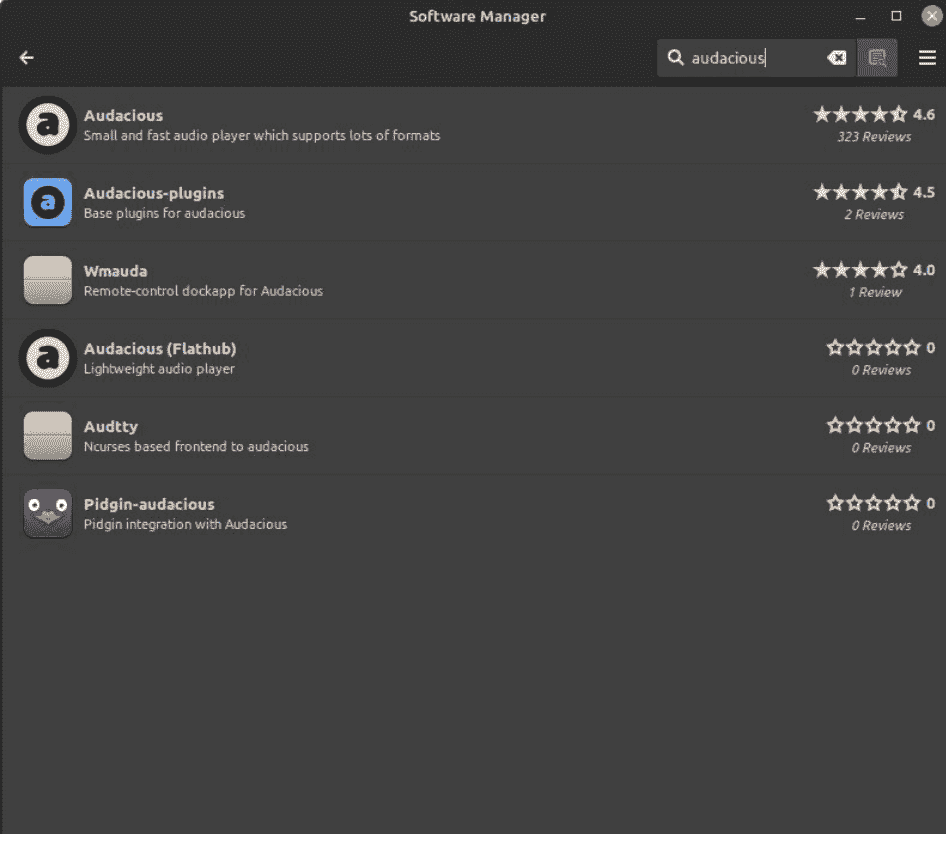 Software Manager
audacious
Audacious
4.6
Small and fast audio player which supports lots of formats
323 Reviews
Audacious-plugins
4.5
Base plugins for audacious
2 Reviews
Wmauda
4.0
Remote-control dockapp for Audacious
1 Review
Audacious (Flathub)
0
Lightweight audio player
0 Reviews
Audtty
0
Ncurses based frontend to audacious
0 Reviews
Pidgin-audacious
0
Pidgin integration with Audacious
0 Reviews